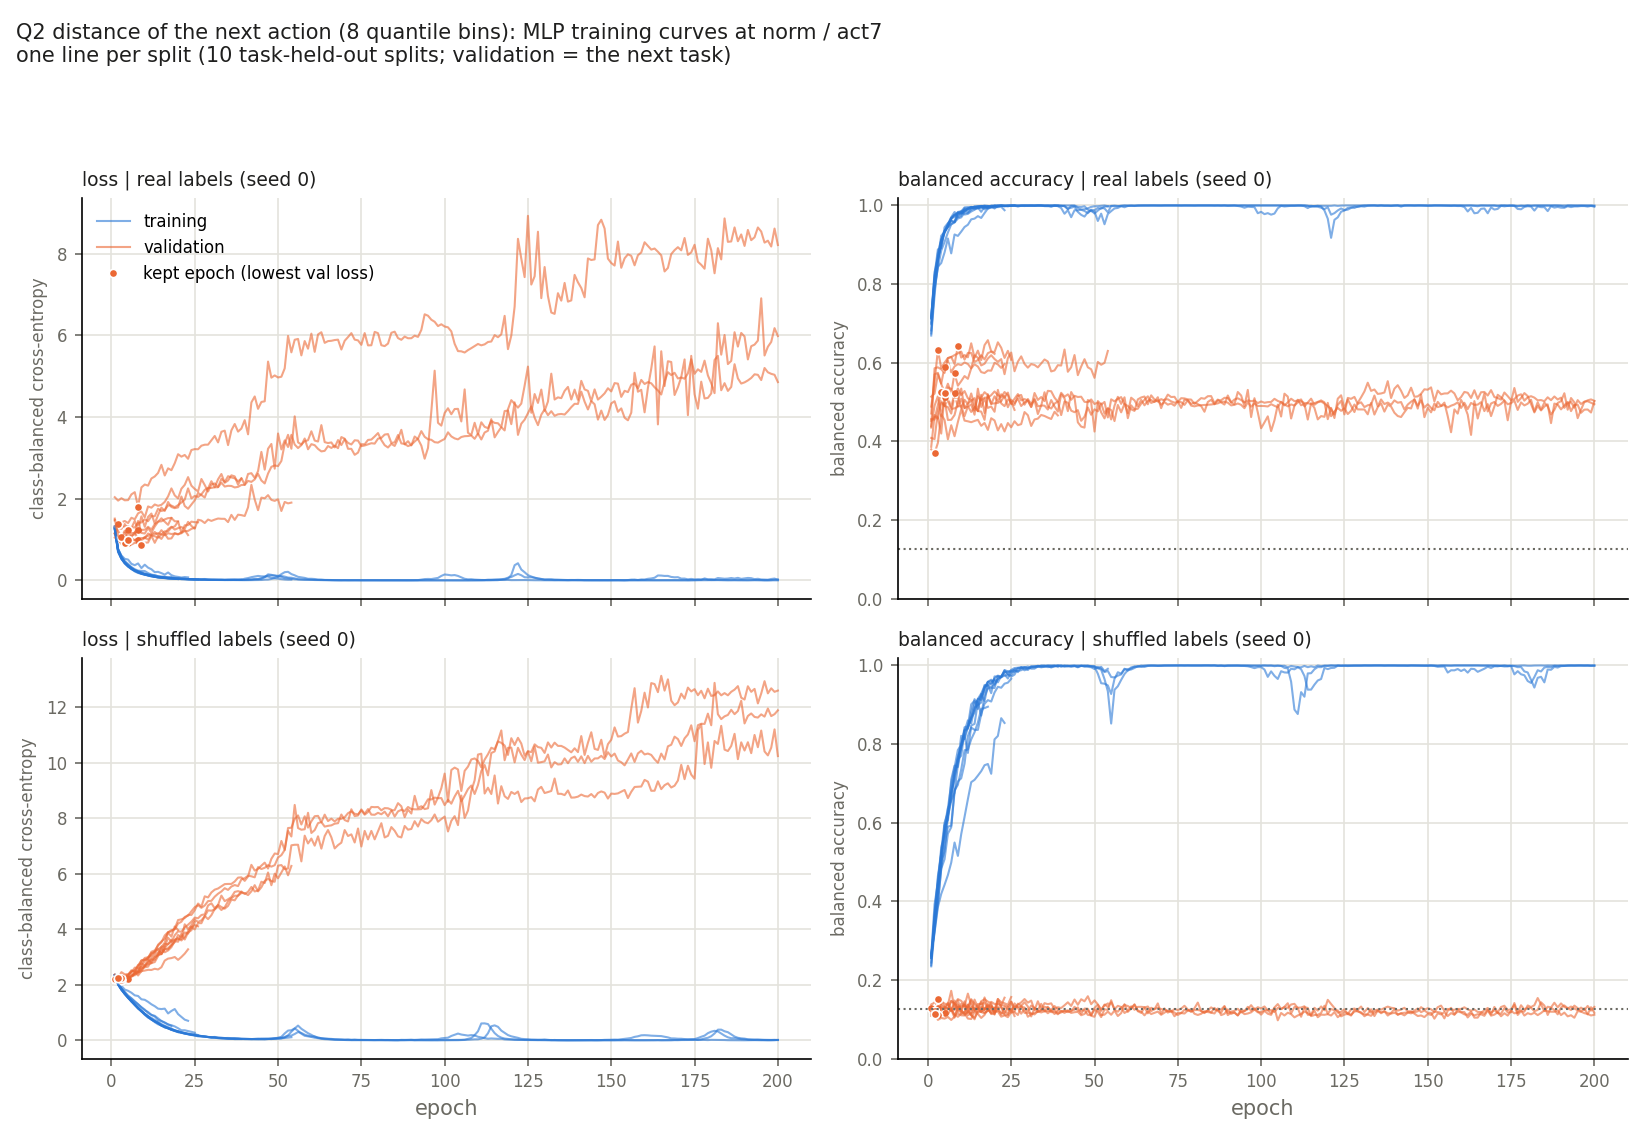 Q2 distance of the next action (8 quantile bins): MLP training curves at norm / act7
one line per split (10 task-held-out splits; validation = the next task)
loss | real labels (seed 0)
training
validation
kept epoch (lowest val loss)
class-balanced cross-entropy
8
6
4
2
0
balanced accuracy | real labels (seed 0)
balanced accuracy
1.0
0.8
0.6
0.4
0.2
0.0
loss | shuffled labels (seed 0)
class-balanced cross-entropy
12
10
8
6
4
2
0
0 25 50 75 100 125 150 175 200
epoch
balanced accuracy | shuffled labels (seed 0)
balanced accuracy
1.0
0.8
0.6
0.4
0.2
0.0
0 25 50 75 100 125 150 175 200
epoch